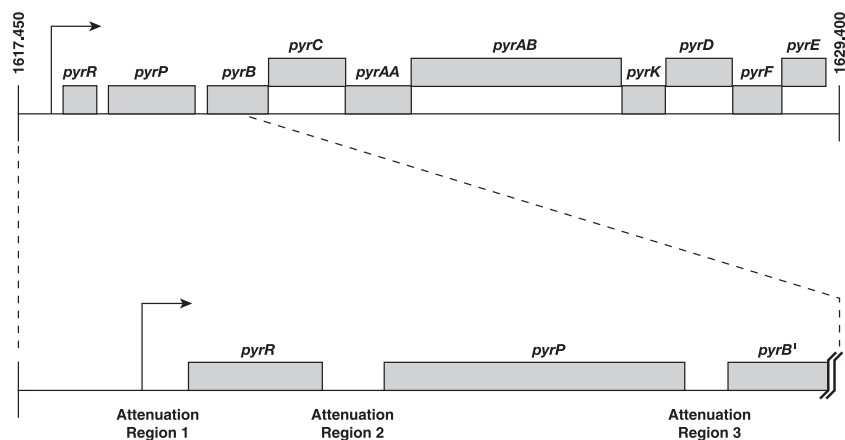 1617.450
pyrR
pyrP
pyrB
pyrC
pyrAA
pyrAB
pyrK
pyrD
pyrF
pyrE
1629.400
pyrR
pyrP
pyrB'
Attenuation
Region 1
Attenuation
Region 2
Attenuation
Region 3